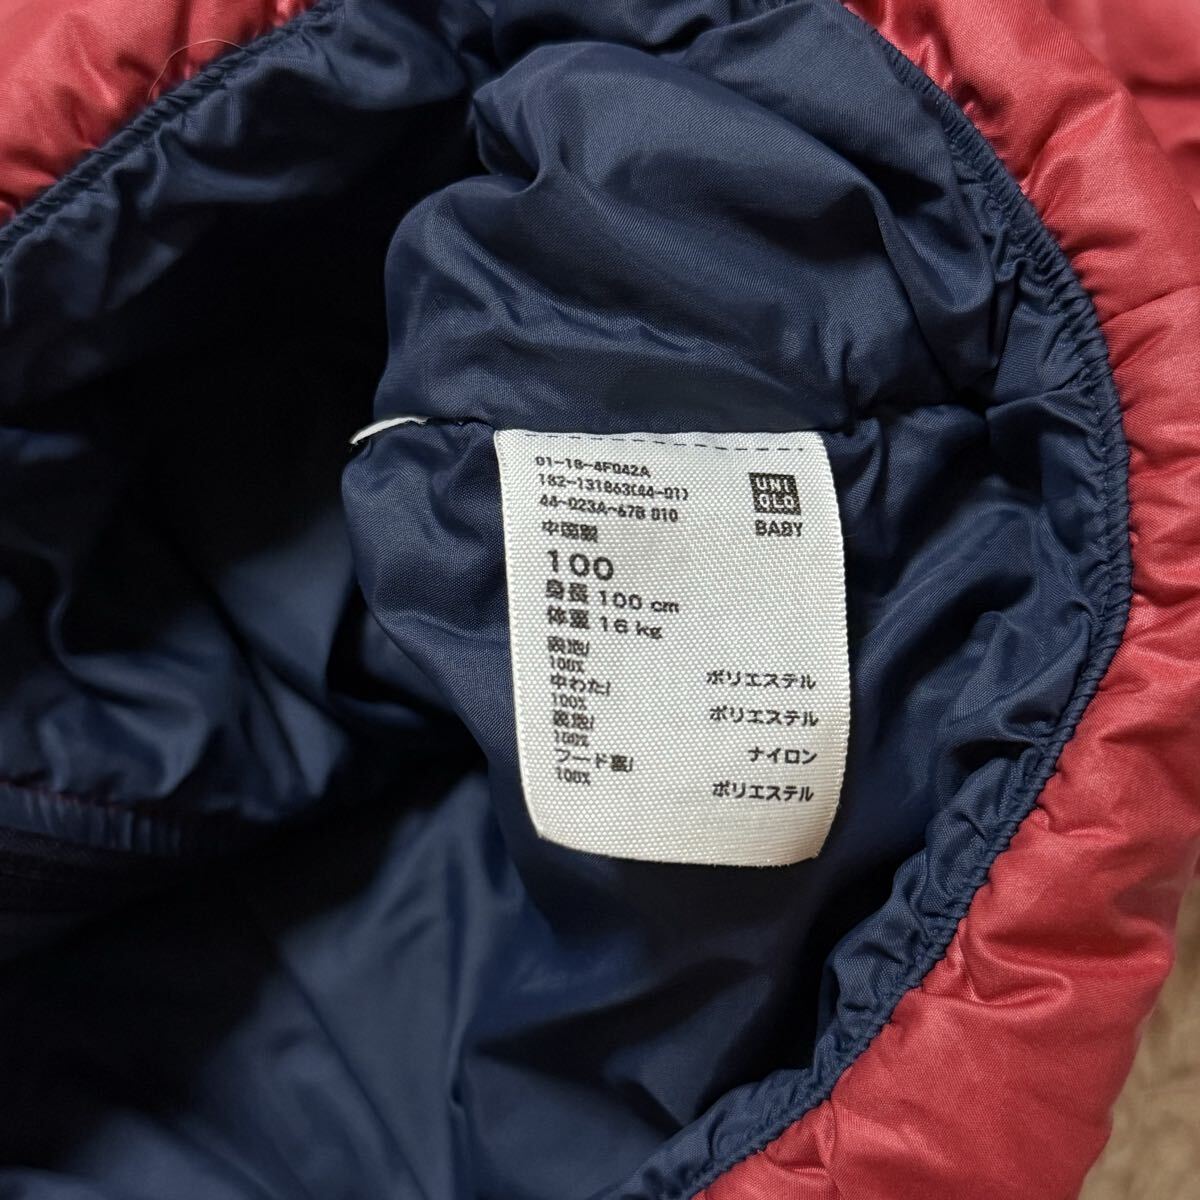 01-18-4F042A
182-131863(44-01)
44-023A-67B 010
UNI
QLO
BABY
中国製
100
身長 100 cm
体重 16 kg
表地/
100% ポリエステル
中わた/
100% ポリエステル
裏地/
100% ナイロン
フード裏/
100% ポリエステル